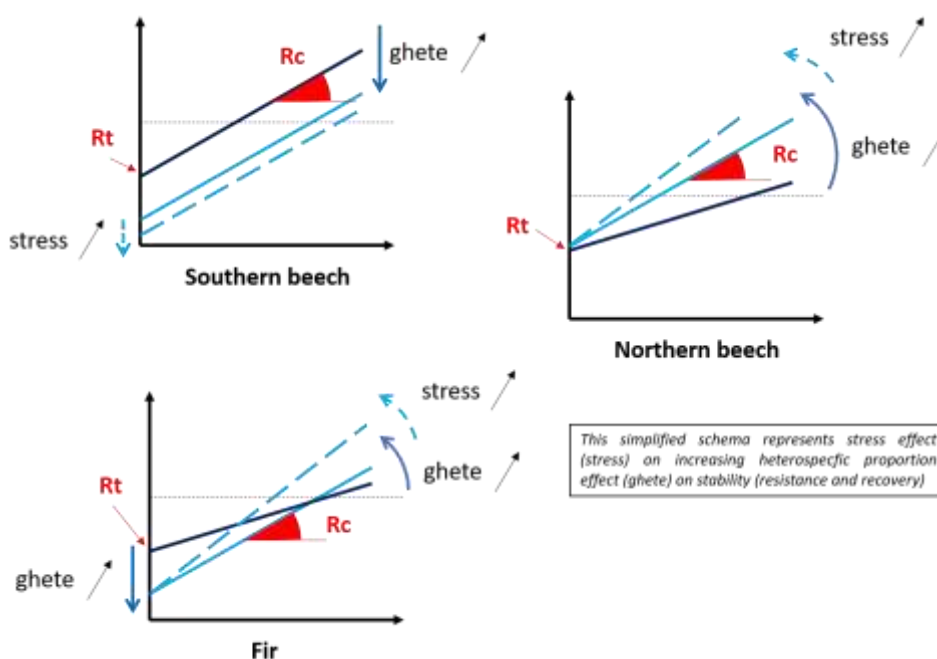 ghete
Rc
Rt
stress
Southern beech
stress
ghete
Rc
Rt
Northern beech
stress
ghete
Rt
Rc
ghete
Fir
This simplified schema represents stress effect
(stress) on increasing heterospecfic proportion
effect (ghete) on stability (resistance and recovery)